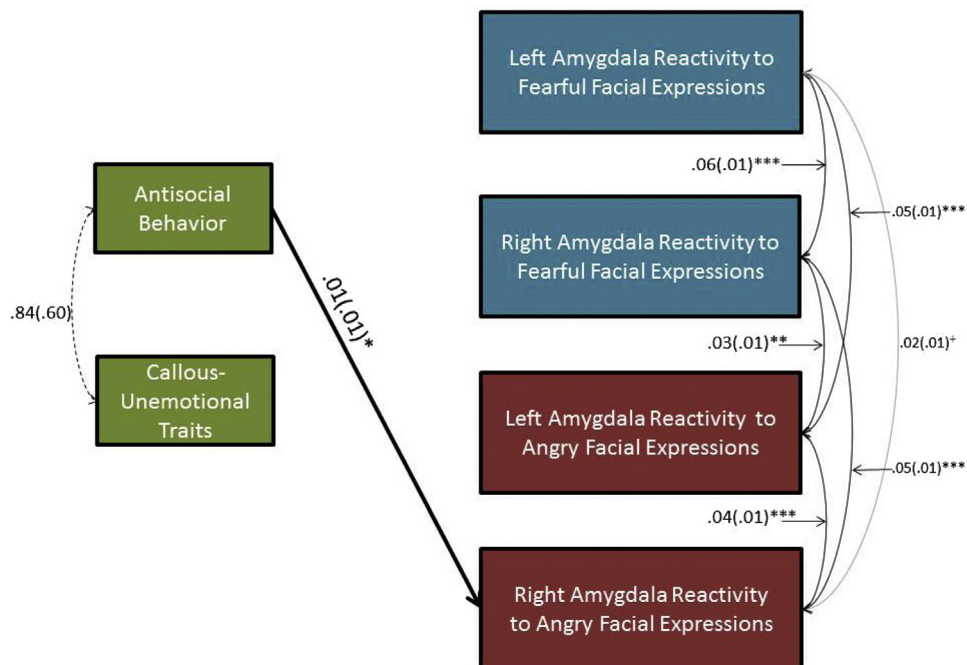 Left Amygdala Reactivity to
Fearful Facial Expressions
.06(.01)***
Antisocial
Behavior
.05(.01)***
Right Amygdala Reactivity to
Fearful Facial Expressions
.84(.60)
.01(.01)*
.03(.01)**
.02(.01)⁺
Callous-
Unemotional
Traits
Left Amygdala Reactivity to
Angry Facial Expressions
.05(.01)***
.04(.01)***
Right Amygdala Reactivity
to Angry Facial Expressions